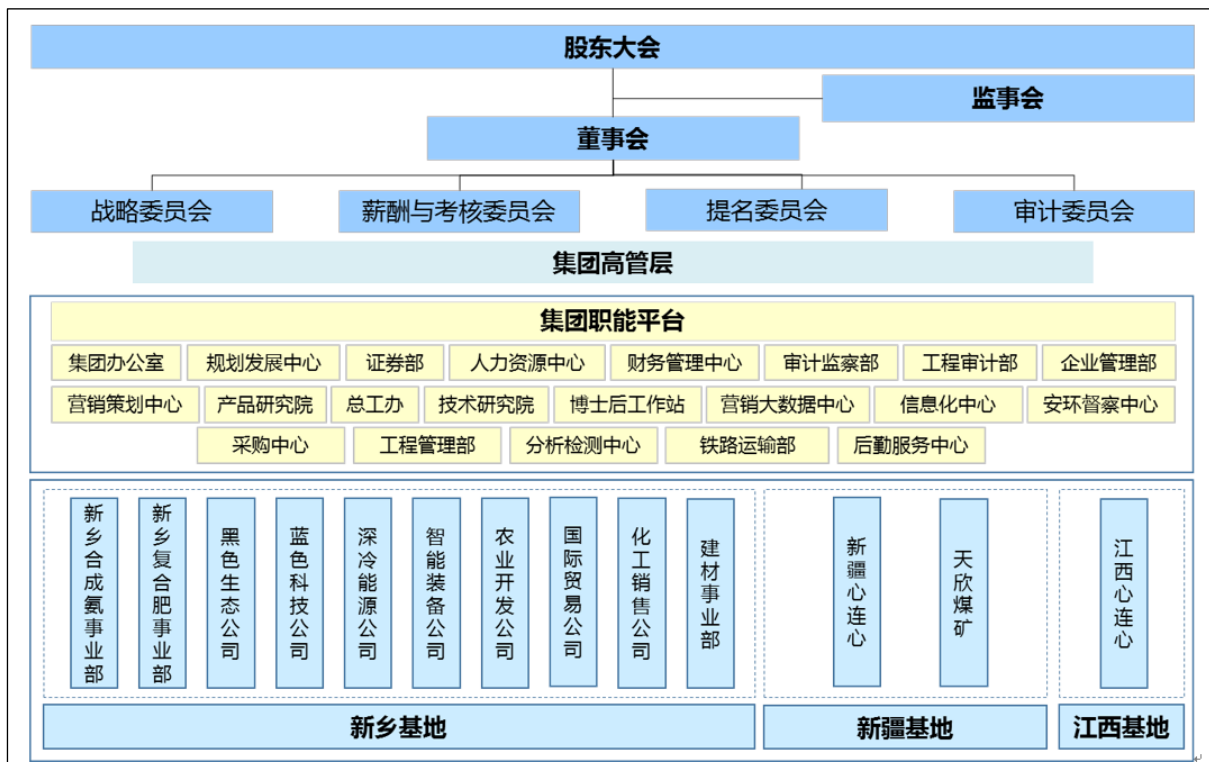 股东大会
监事会
董事会
战略委员会
薪酬与考核委员会
提名委员会
审计委员会
集团高管层
集团职能平台
集团办公室
规划发展中心
证券部
人力资源中心
财务管理中心
审计监察部
工程审计部
企业管理部
营销策划中心
产品研究院
总工办
技术研究院
博士后工作站
营销大数据中心
信息化中心
安环督察中心
采购中心
工程管理部
分析检测中心
铁路运输部
后勤服务中心
新乡合成氨事业部
新乡复合肥事业部
黑色生态公司
蓝色科技公司
深冷能源公司
智能装备公司
农业开发公司
国际贸易公司
化工销售公司
建材事业部
新疆心连心
天欣煤矿
江西心连心
新乡基地
新疆基地
江西基地